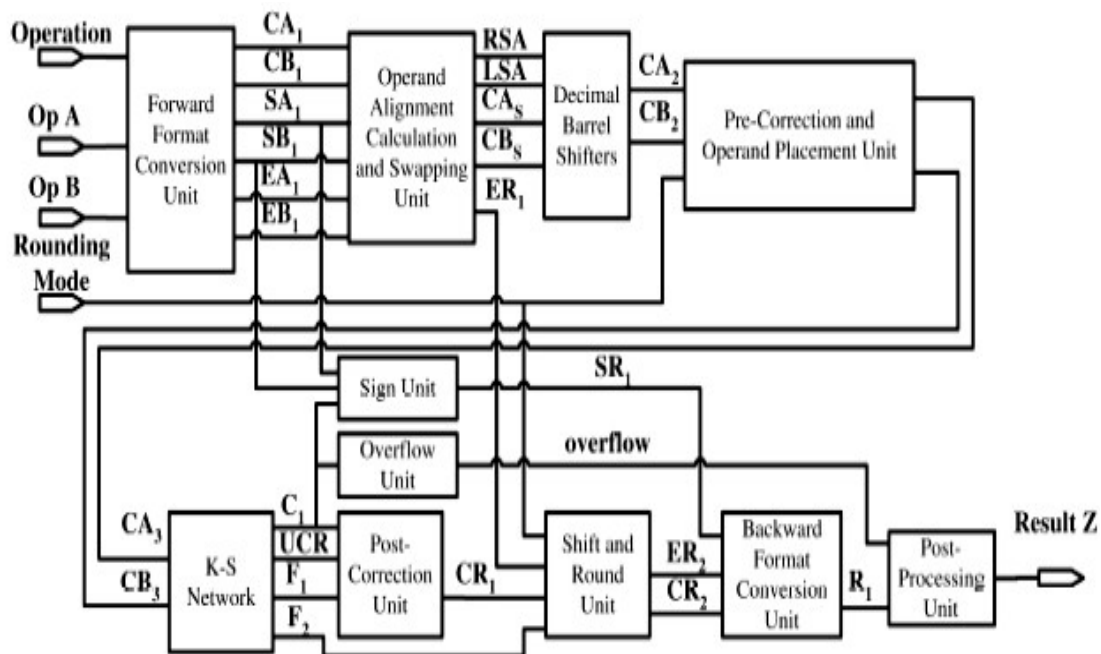 Operation
Op A
Op B
Rounding
Mode
Forward
Format
Conversion
Unit
CA₁
CB₁
SA₁
SB₁
EA₁
EB₁
Operand
Alignment
Calculation
and Swapping
Unit
RSA
LSA
CAₛ
CBₛ
ER₁
Decimal
Barrel
Shifters
CA₂
CB₂
Pre-Correction and
Operand Placement Unit
Sign Unit
SR₁
Overflow
Unit
overflow
CA₃
CB₃
K-S
Network
C₁
UCR
F₁
F₂
Post-
Correction
Unit
CR₁
Shift and
Round
Unit
ER₂
CR₂
Backward
Format
Conversion
Unit
R₁
Post-
Processing
Unit
Result Z